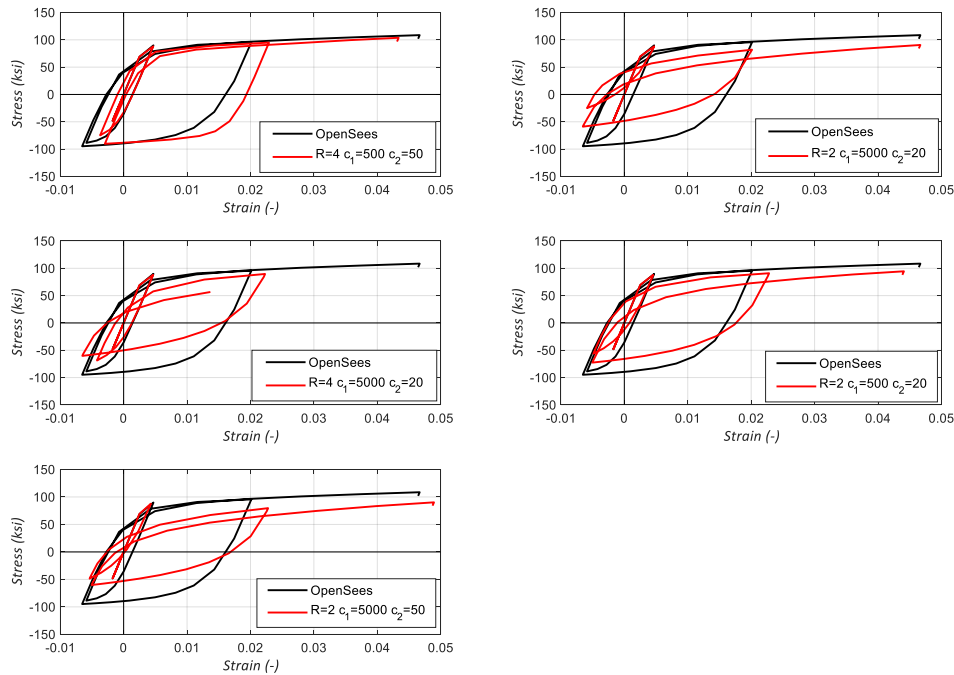 150
100
50
0
-50
-100
-150
Stress (ksi)
-0.01 0 0.01 0.02 0.03 0.04 0.05
Strain (-)
OpenSees
R=4 c1=500 c2=50
150
100
50
0
-50
-100
-150
Stress (ksi)
-0.01 0 0.01 0.02 0.03 0.04 0.05
Strain (-)
OpenSees
R=2 c1=5000 c2=20
150
100
50
0
-50
-100
-150
Stress (ksi)
-0.01 0 0.01 0.02 0.03 0.04 0.05
Strain (-)
OpenSees
R=4 c1=5000 c2=20
150
100
50
0
-50
-100
-150
Stress (ksi)
-0.01 0 0.01 0.02 0.03 0.04 0.05
Strain (-)
OpenSees
R=2 c1=500 c2=20
150
100
50
0
-50
-100
-150
Stress (ksi)
-0.01 0 0.01 0.02 0.03 0.04 0.05
Strain (-)
OpenSees
R=2 c1=5000 c2=50